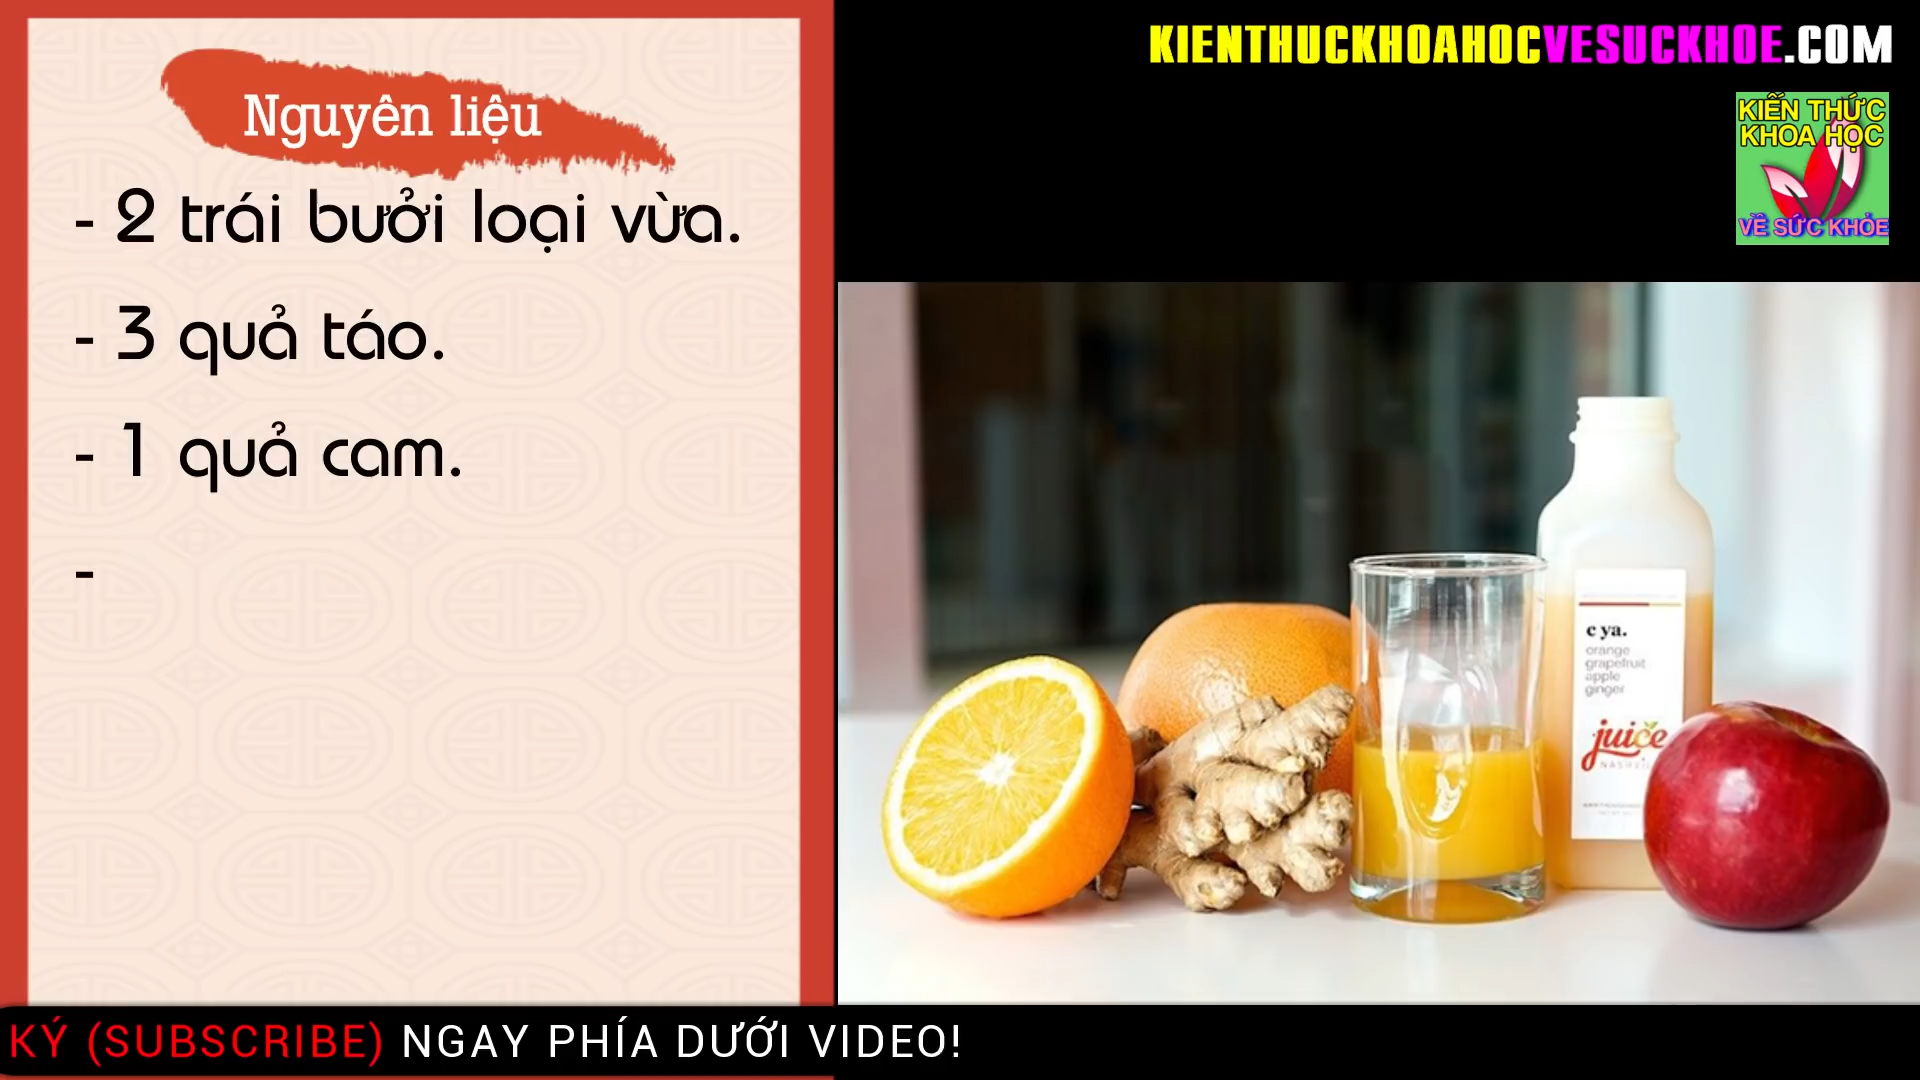 Nguyên liệu
- 2 trái bưởi loại vừa.
- 3 quả táo.
- 1 quả cam.
-
KIENTHUCKHOAHOCVESUCKHOE.COM
KIẾN THỨC
KHOA HỌC
VỀ SỨC KHỎE
c ya.
orange
grapefruit
apple
ginger
juice
KÝ (SUBSCRIBE) NGAY PHÍA DƯỚI VIDEO!